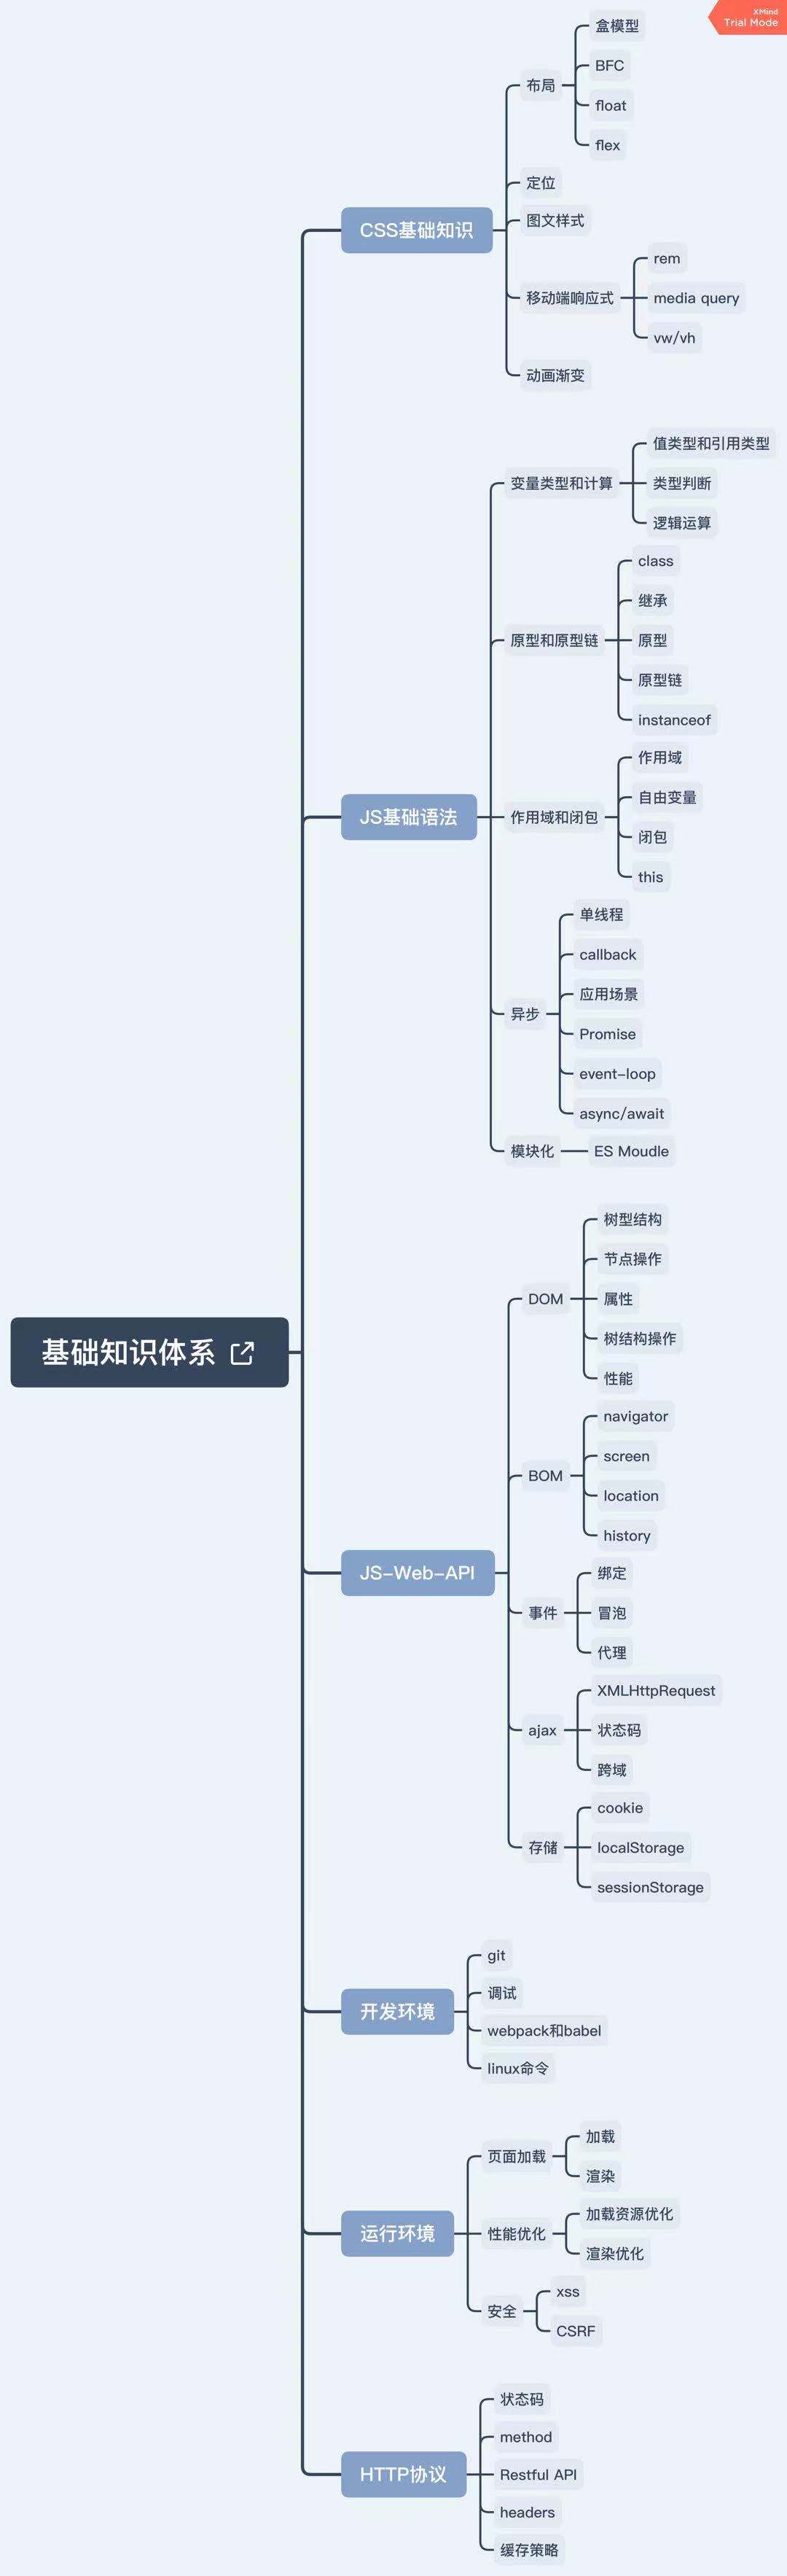 XMind
Trial Mode
基础知识体系
CSS基础知识
布局
盒模型
BFC
float
flex
定位
图文样式
移动端响应式
rem
media query
vw/vh
动画渐变
JS基础语法
变量类型和计算
值类型和引用类型
类型判断
逻辑运算
原型和原型链
class
继承
原型
原型链
instanceof
作用域和闭包
作用域
自由变量
闭包
this
异步
单线程
callback
应用场景
Promise
event-loop
async/await
模块化
ES Moudle
JS-Web-API
DOM
树型结构
节点操作
属性
树结构操作
性能
BOM
navigator
screen
location
history
事件
绑定
冒泡
代理
ajax
XMLHttpRequest
状态码
跨域
存储
cookie
localStorage
sessionStorage
开发环境
git
调试
webpack和babel
linux命令
运行环境
页面加载
加载
渲染
性能优化
加载资源优化
渲染优化
安全
xss
CSRF
HTTP协议
状态码
method
Restful API
headers
缓存策略